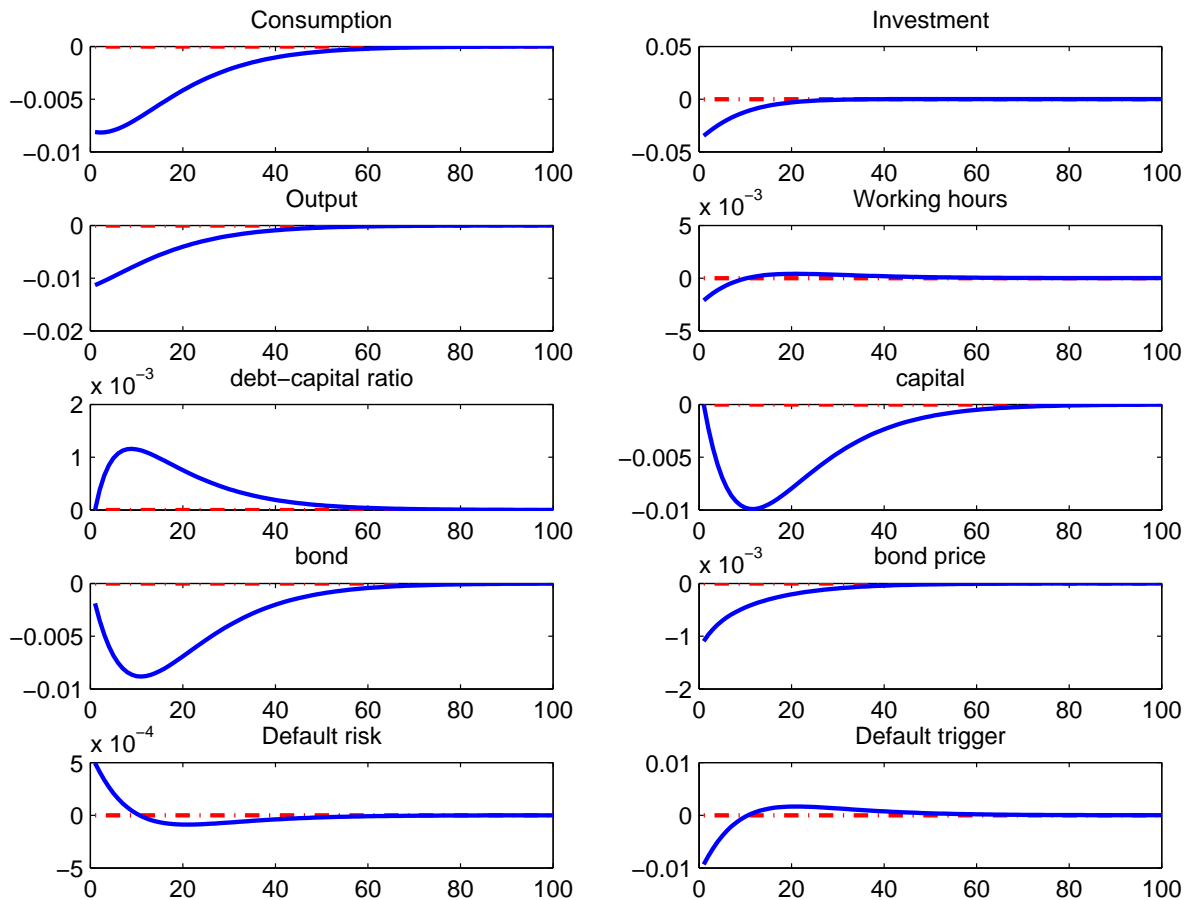 Consumption
0
−0.005
−0.01
0 20 40 60 80 100
Investment
0.05
0
−0.05
0 20 40 60 80 100
Output
0
−0.01
−0.02
0 20 40 60 80 100
x 10−3
Working hours
5
0
−5
0 20 40 60 80 100
x 10−3
debt−capital ratio
2
1
0
0 20 40 60 80 100
capital
0
−0.005
−0.01
0 20 40 60 80 100
bond
0
−0.005
−0.01
0 20 40 60 80 100
x 10−3
bond price
0
−1
−2
0 20 40 60 80 100
x 10−4
Default risk
5
0
−5
0 20 40 60 80 100
Default trigger
0.01
0
−0.01
0 20 40 60 80 100